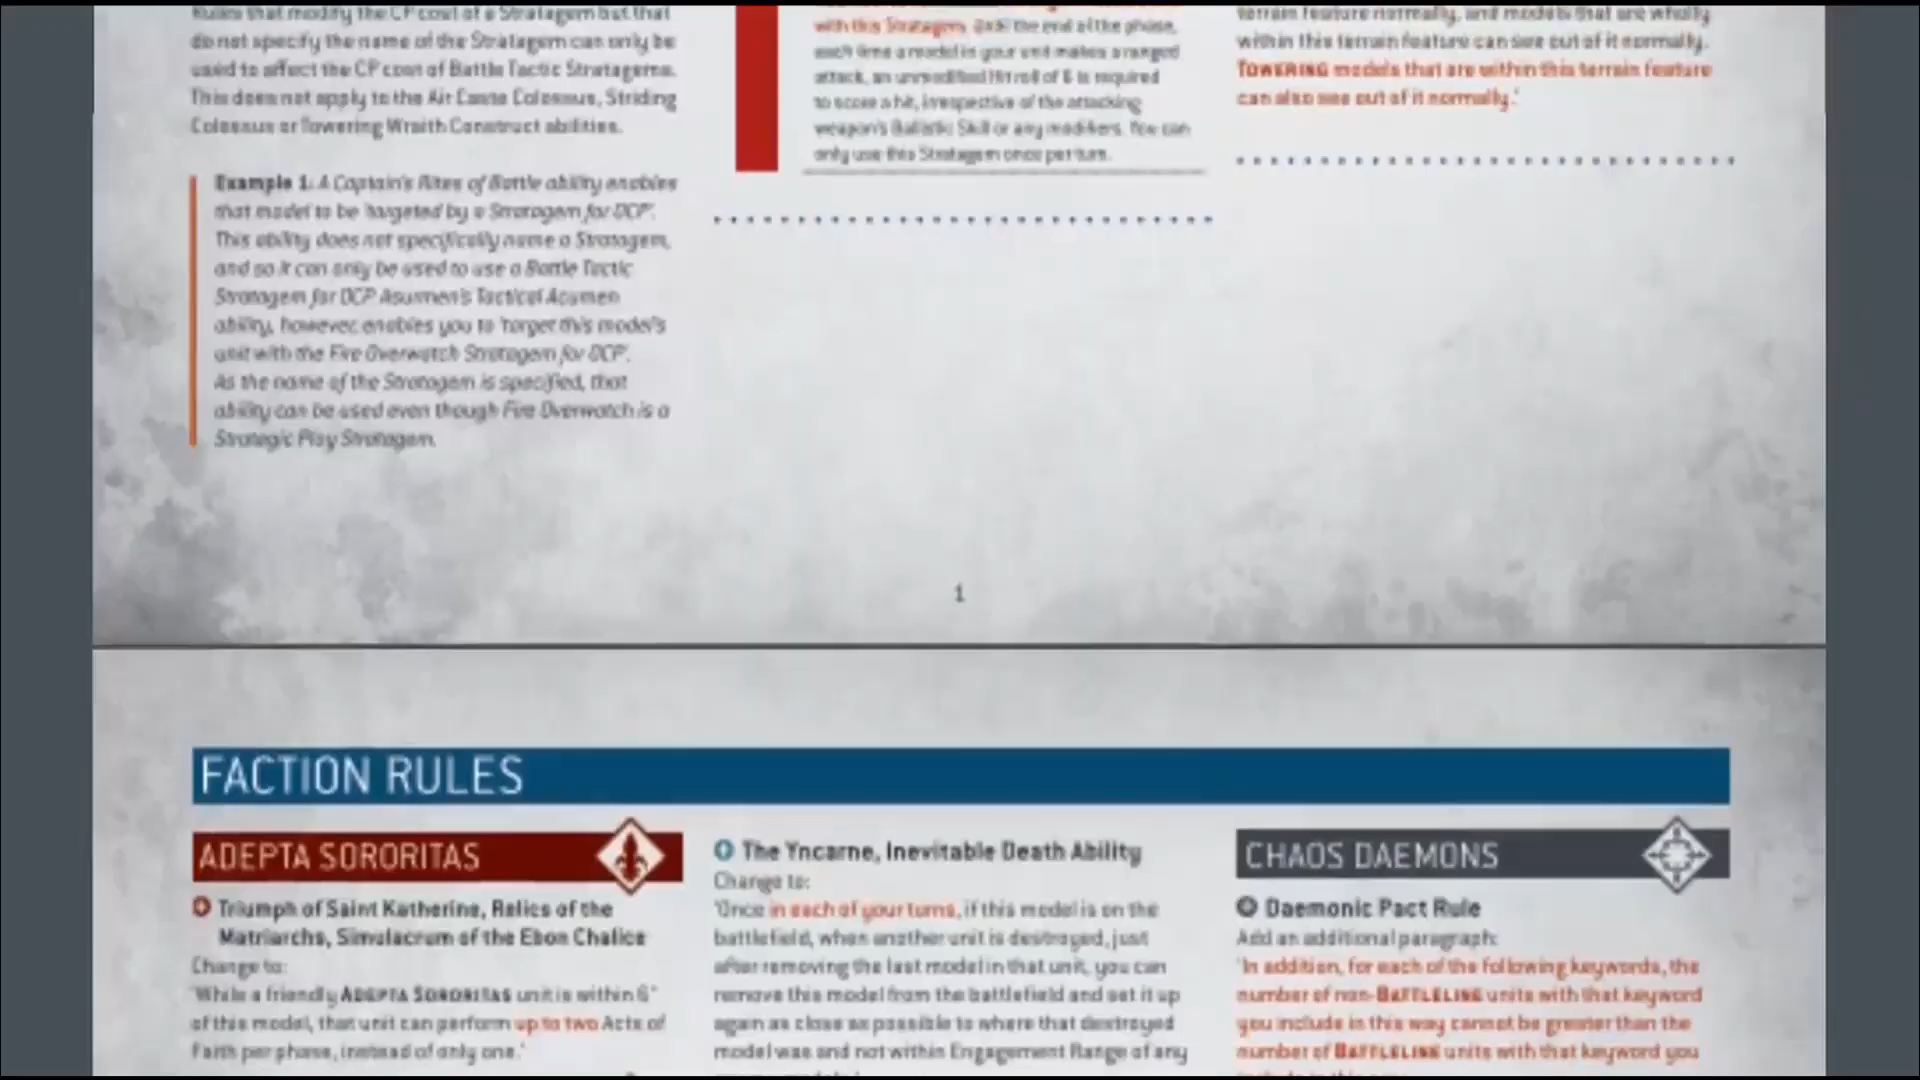 Rules that modify the CP cost of a Stratagem but that
do not specify the name of the Stratagem can only be
used to affect the CP cost of Battle Tactic Stratagems.
This does not apply to the Air Caste Colossus, Striding
Colossus or Towering Wraith Construct abilities.
Example 1: A Captain's Rites of Battle ability enables
that model to be 'targeted by a Stratagem for 0CP'.
This ability does not specifically name a Stratagem,
and so it can only be used to use a Battle Tactic
Stratagem for 0CP Asurmen's Tactical Acumen
ability, however, enables you to 'target this model's
unit with the Fire Overwatch Stratagem for 0CP'.
As the name of the Stratagem is specified, that
ability can be used even though Fire Overwatch is a
Strategic Play Stratagem.
with this Stratagem. Until the end of the phase,
each time a model in your unit makes a ranged
attack, an unmodified Hit roll of 6 is required
to score a hit, irrespective of the attacking
weapon's Ballistic Skill or any modifiers. You can
only use this Stratagem once per turn.
terrain feature normally, and models that are wholly
within this terrain feature can see out of it normally.
TOWERING models that are within this terrain feature
can also see out of it normally.'
1
FACTION RULES
ADEPTA SORORITAS
Triumph of Saint Katherine, Relics of the
Matriarchs, Simulacrum of the Ebon Chalice
Change to:
'While a friendly ADEPTA SORORITAS unit is within 6"
of this model, that unit can perform up to two Acts of
Faith per phase, instead of only one.'
The Yncarne, Inevitable Death Ability
Change to:
'Once in each of your turns, if this model is on the
battlefield, when another unit is destroyed, just
after removing the last model in that unit, you can
remove this model from the battlefield and set it up
again as close as possible to where that destroyed
model was and not within Engagement Range of any
CHAOS DAEMONS
Daemonic Pact Rule
Add an additional paragraph:
'In addition, for each of the following keywords, the
number of non-BATTLELINE units with that keyword
you include in this way cannot be greater than the
number of BATTLELINE units with that keyword you